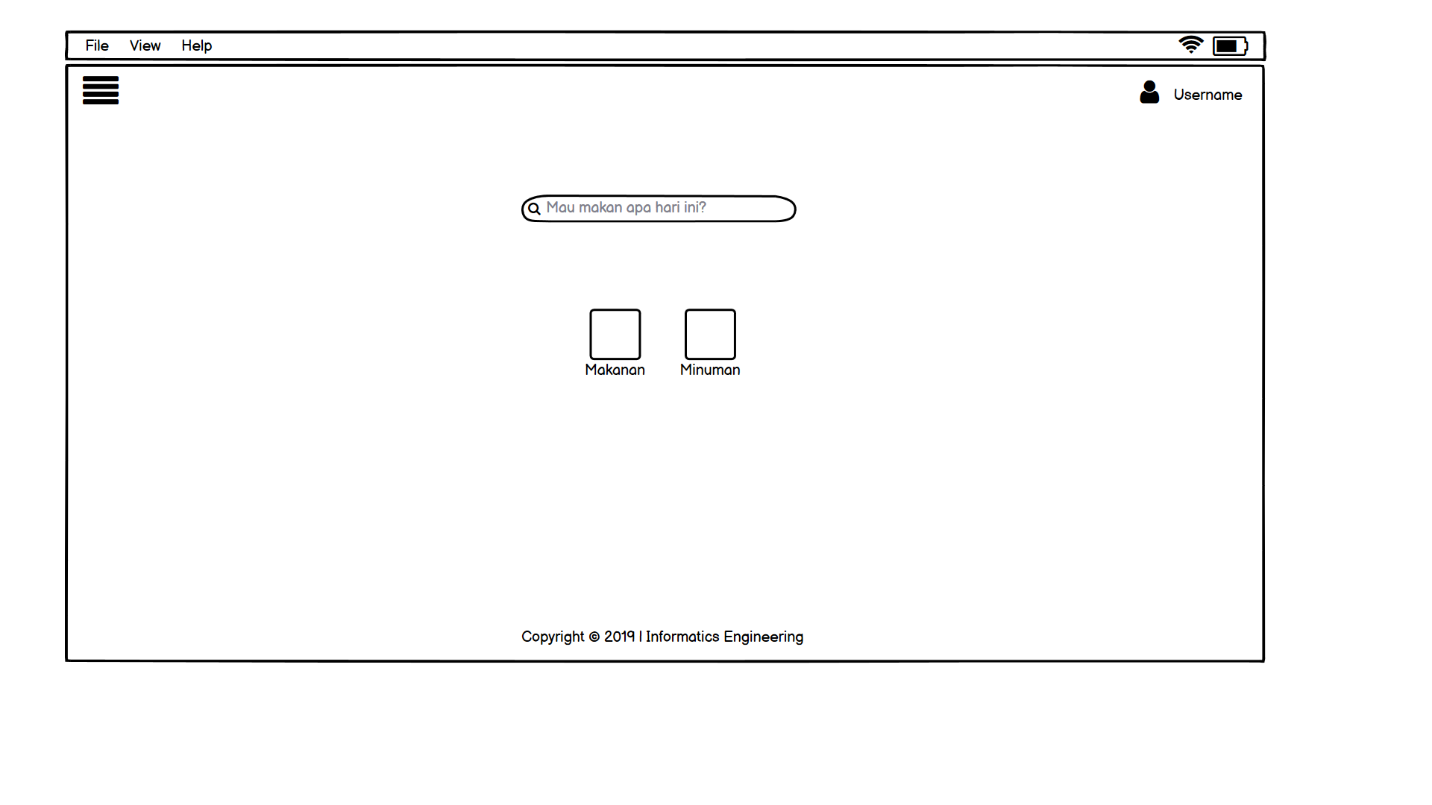 File View Help
Username
Mau makan apa hari ini?
Makanan Minuman
Copyright © 2019 | Informatics Engineering